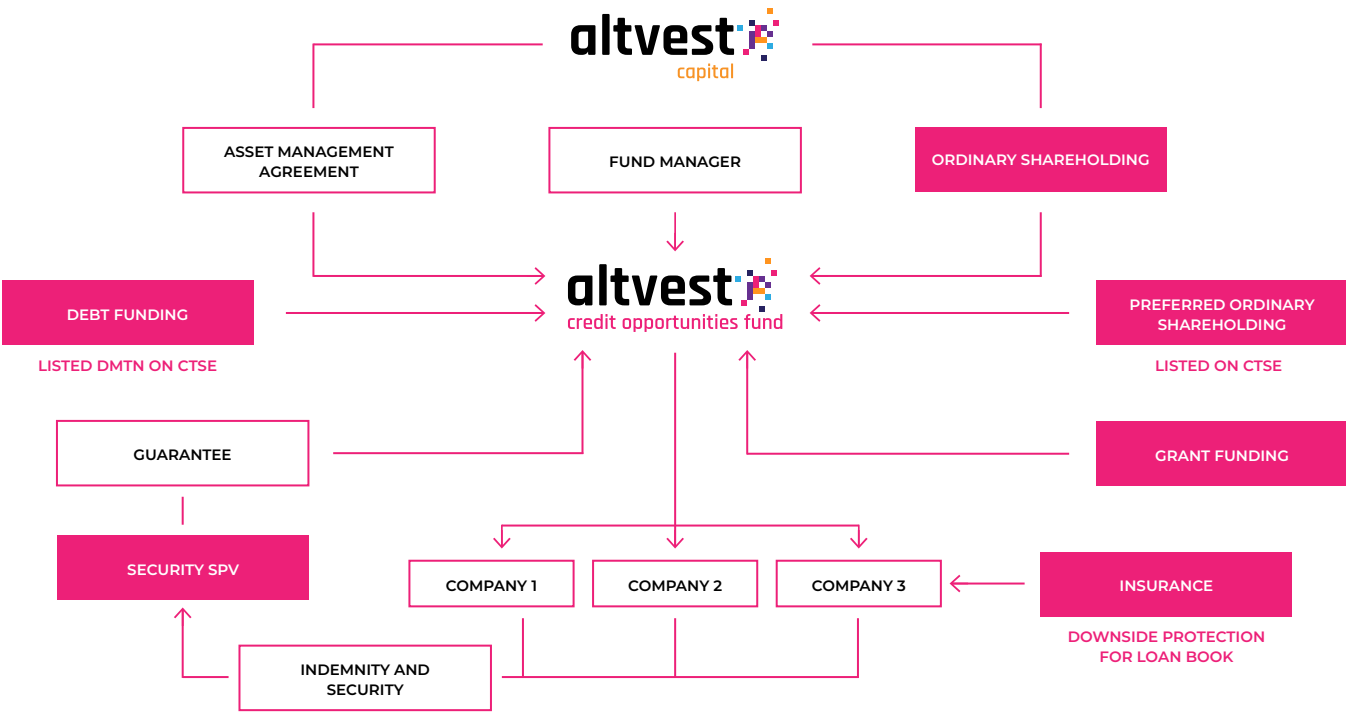 altvest
capital
ASSET MANAGEMENT
AGREEMENT
FUND MANAGER
ORDINARY SHAREHOLDING
altvest
credit opportunities fund
DEBT FUNDING
LISTED DMTN ON CTSE
PREFERRED ORDINARY
SHAREHOLDING
LISTED ON CTSE
GUARANTEE
GRANT FUNDING
SECURITY SPV
COMPANY 1
COMPANY 2
COMPANY 3
INSURANCE
DOWNSIDE PROTECTION
FOR LOAN BOOK
INDEMNITY AND
SECURITY